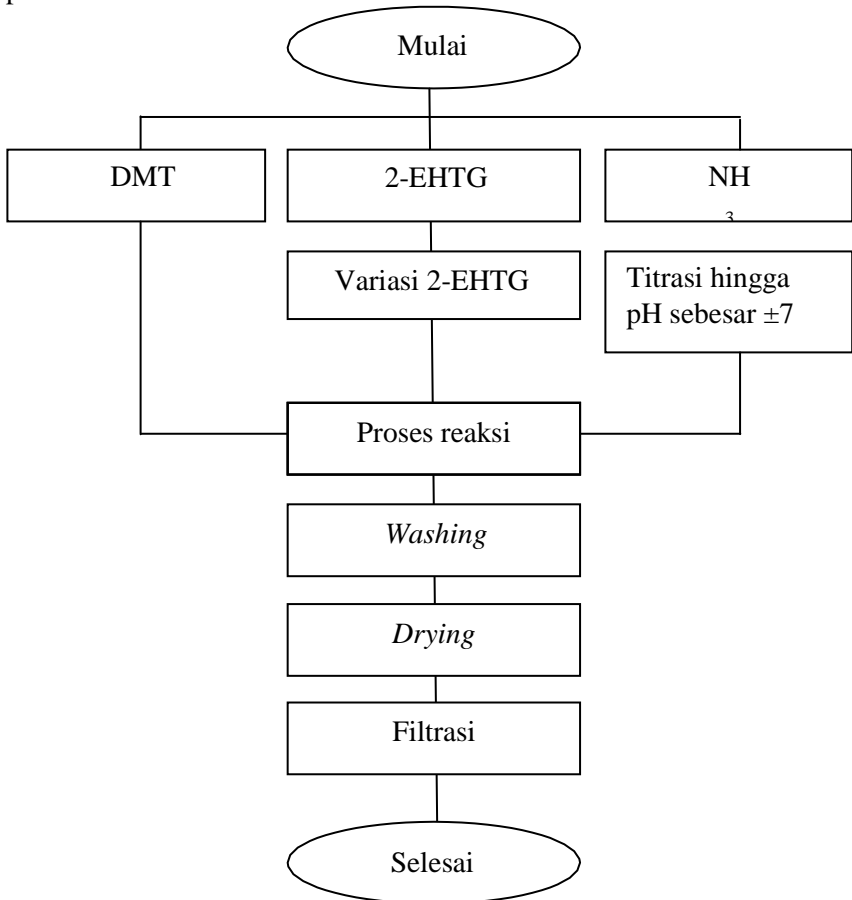 Mulai
DMT
2-EHTG
NH
3
Variasi 2-EHTG
Titrasi hingga
pH sebesar ±7
Proses reaksi
Washing
Drying
Filtrasi
Selesai